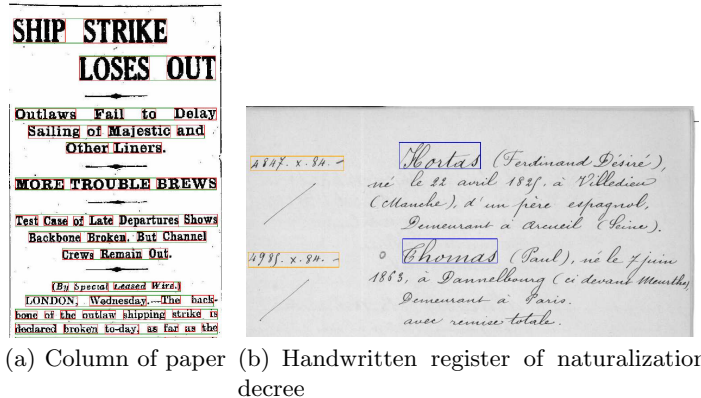 SHIP STRIKE
LOSES OUT
Outlaws Fail to Delay
Sailing of Majestic and
Other Liners.
MORE TROUBLE BREWS
Test Case of Late Departures Shows
Backbone Broken, But Channel
Crews Remain Out.
(By Special Leased Wire.)
LONDON, Wednesday.—The back-
bone of the outlaw shipping strike is
declared broken to-day, as far as the
(a) Column of paper
4847. x. 84. -
Hortas (Ferdinand Désiré),
né le 22 avril 1825, à Villedieu
(Manche), d'un père espagnol,
Demeurant à Arcueil (Seine).
4985. x. 84. -
Thomas (Paul), né le 7 juin
1863, à Dannelbourg (ci devant Meurthe)
Demeurant à Paris.
avec remise totale.
(b) Handwritten register of naturalization
decree